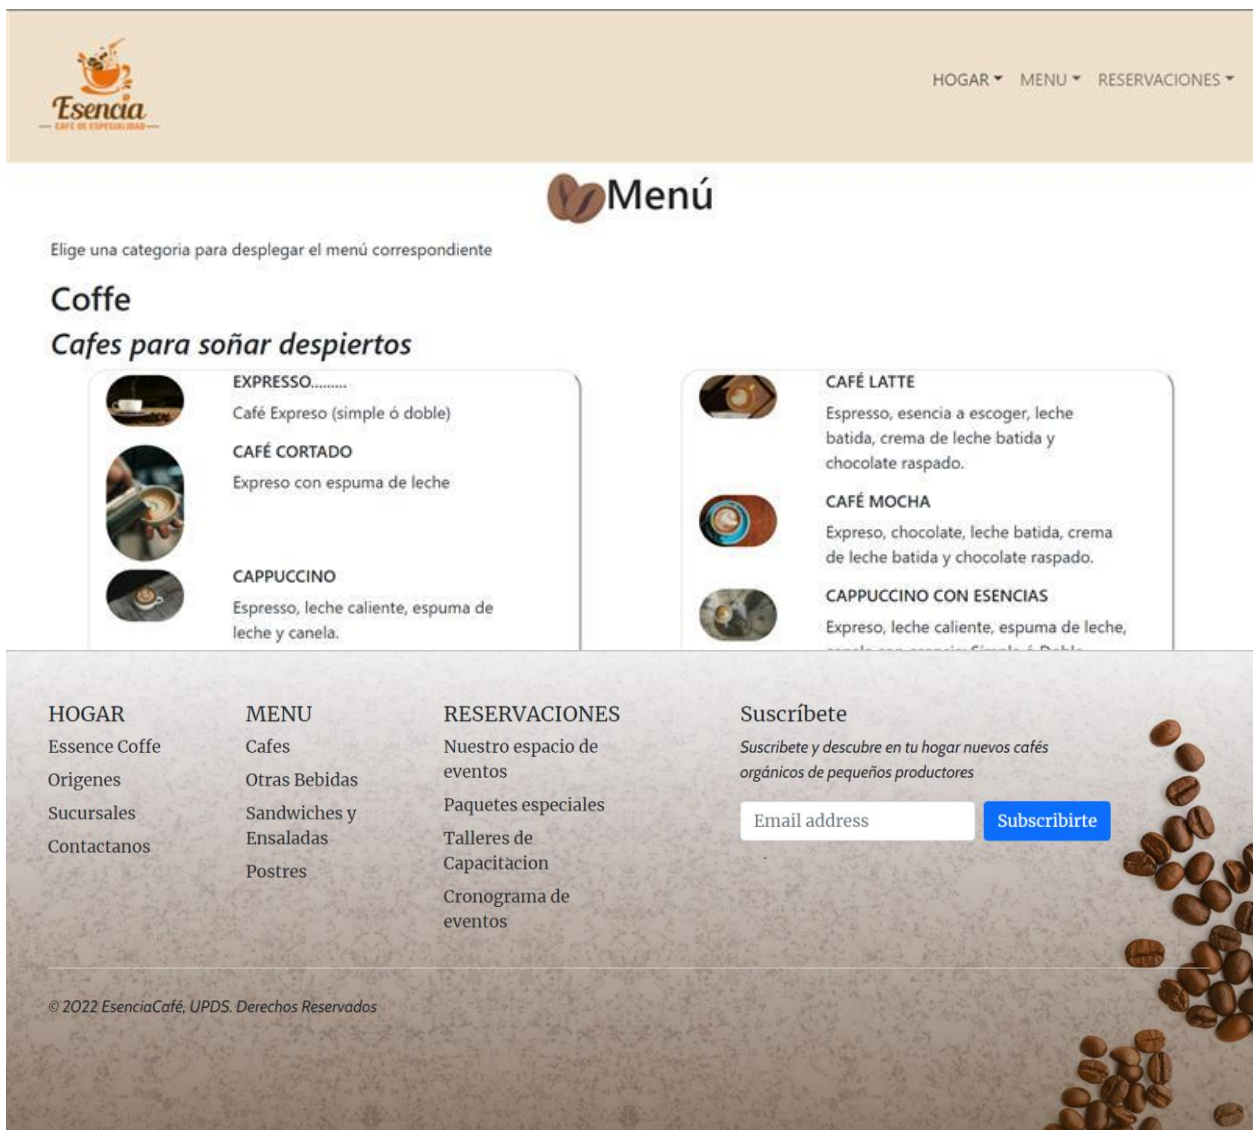 Esencia
CAFÉ DE ESPECIALIDAD
HOGAR MENU RESERVACIONES
Menú
Elige una categoria para desplegar el menú correspondiente
Coffe
Cafes para soñar despiertos
EXPRESSO.........
Café Expreso (simple ó doble)
CAFÉ CORTADO
Expreso con espuma de leche
CAPPUCCINO
Espresso, leche caliente, espuma de
leche y canela.
CAFÉ LATTE
Espresso, esencia a escoger, leche
batida, crema de leche batida y
chocolate raspado.
CAFÉ MOCHA
Expreso, chocolate, leche batida, crema
de leche batida y chocolate raspado.
CAPPUCCINO CON ESENCIAS
Expreso, leche caliente, espuma de leche,
HOGAR
Essence Coffe
Origenes
Sucursales
Contactanos
MENU
Cafes
Otras Bebidas
Sandwiches y
Ensaladas
Postres
RESERVACIONES
Nuestro espacio de
eventos
Paquetes especiales
Talleres de
Capacitacion
Cronograma de
eventos
Suscríbete
Suscribete y descubre en tu hogar nuevos cafés
orgánicos de pequeños productores
Email address
Subscribirte
© 2022 EsenciaCafé, UPDS. Derechos Reservados